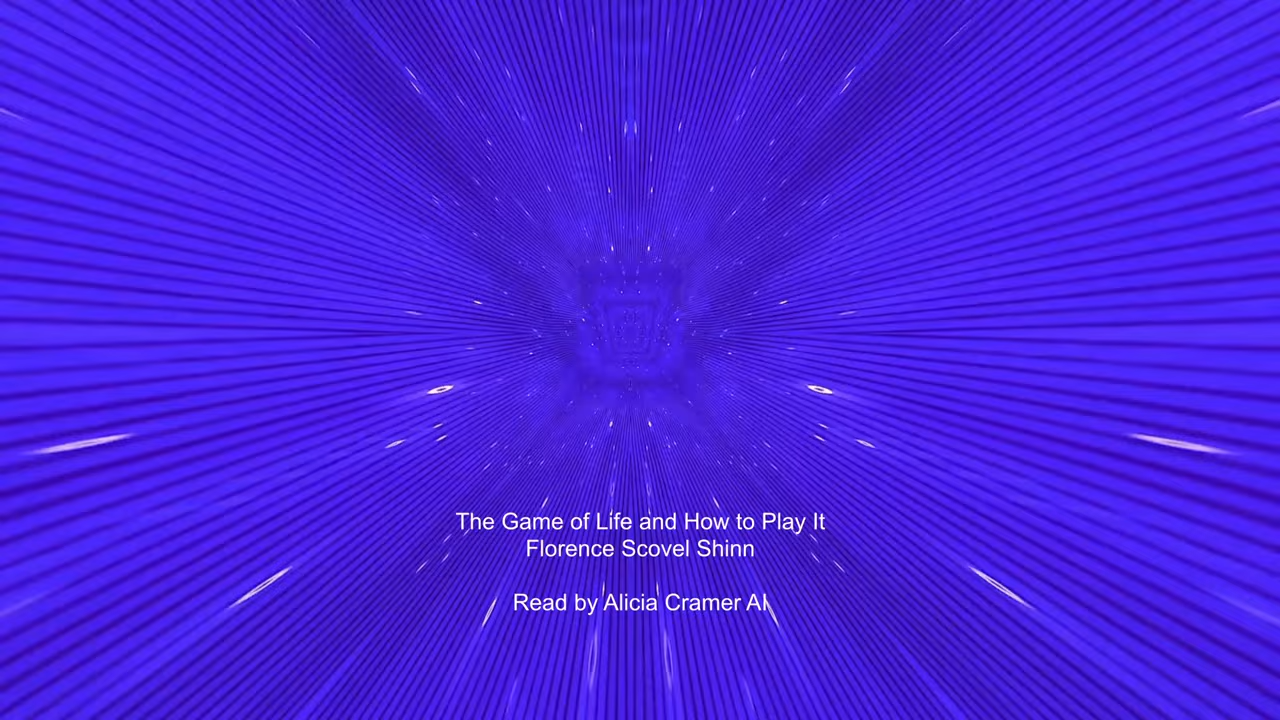 The Game of Life and How to Play It
Florence Scovel Shinn
Read by Alicia Cramer AI